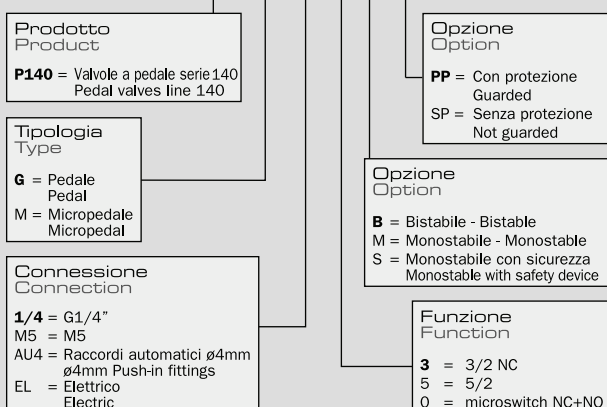 Prodotto
Product
P140 = Valvole a pedale serie 140
Pedal valves line 140
Tipologia
Type
G = Pedale
Pedal
M = Micropedale
Micropedal
Connessione
Connection
1/4 = G1/4”
M5 = M5
AU4 = Raccordi automatici ø4mm
ø4mm Push-in fittings
EL = Elettrico
Electric
Opzione
Option
PP = Con protezione
Guarded
SP = Senza protezione
Not guarded
Opzione
Option
B = Bistabile - Bistable
M = Monostabile - Monostable
S = Monostabile con sicurezza
Monostable with safety device
Funzione
Function
3 = 3/2 NC
5 = 5/2
0 = microswitch NC+NO